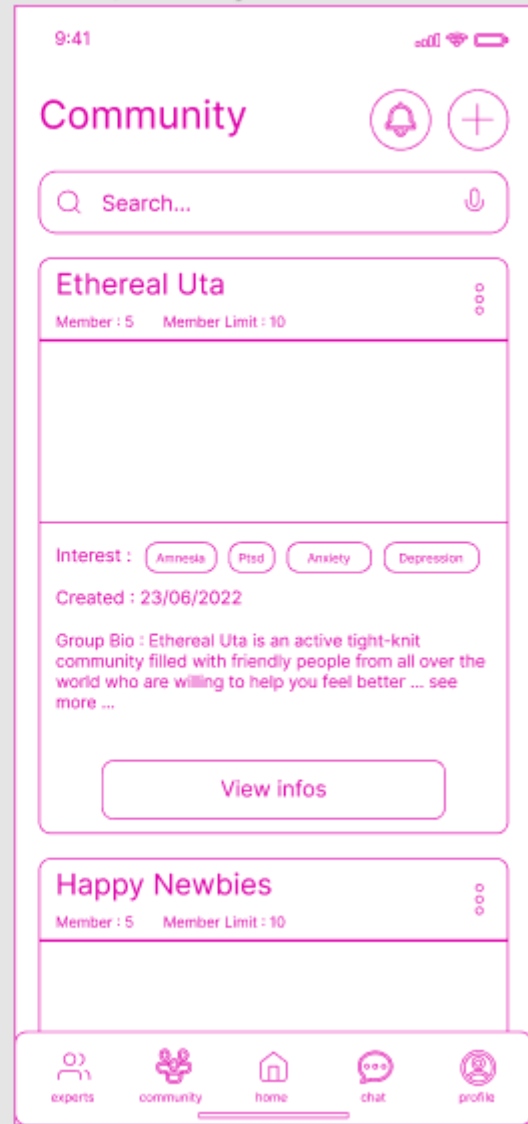 9:41
Community
Search...
Ethereal Uta
Member : 5 Member Limit : 10
Interest : Amnesia Ptsd Anxiety Depression
Created : 23/06/2022
Group Bio : Ethereal Uta is an active tight-knit
community filled with friendly people from all over the
world who are willing to help you feel better ... see
more ...
View infos
Happy Newbies
Member : 5 Member Limit : 10
experts community home chat profile